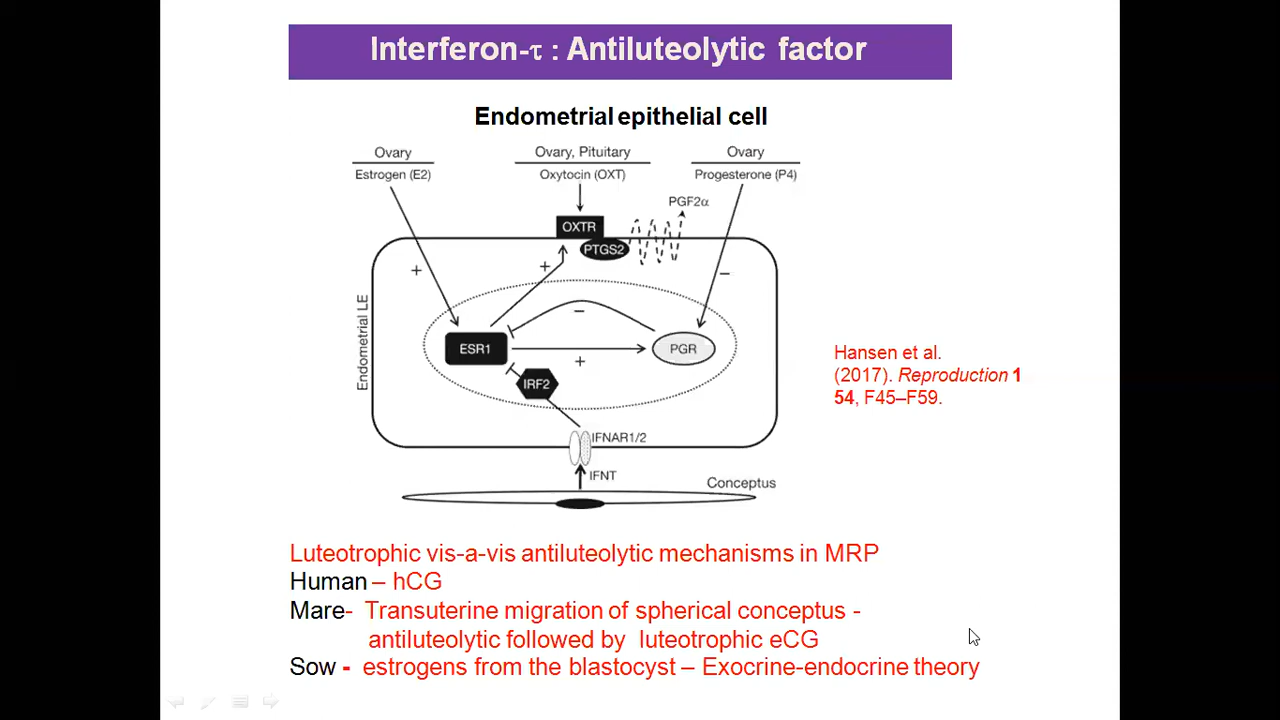 Interferon-τ : Antiluteolytic factor
Endometrial epithelial cell
Ovary
Estrogen (E2)
Ovary, Pituitary
Oxytocin (OXT)
Ovary
Progesterone (P4)
PGF2α
OXTR
PTGS2
+
+
–
–
Endometrial LE
ESR1
PGR
+
IRF2
IFNAR1/2
IFNT
Conceptus
Hansen et al.
(2017). Reproduction 1
54, F45–F59.
Luteotrophic vis-a-vis antiluteolytic mechanisms in MRP
Human – hCG
Mare- Transuterine migration of spherical conceptus -
antiluteolytic followed by luteotrophic eCG
Sow - estrogens from the blastocyst – Exocrine-endocrine theory